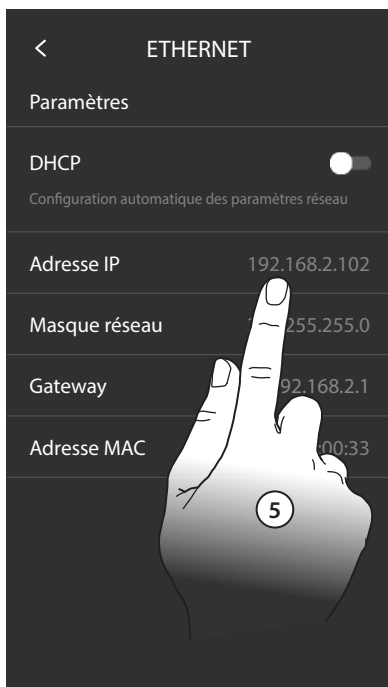 < ETHERNET
Paramètres
DHCP
Configuration automatique des paramètres réseau
Adresse IP 192.168.2.102
Masque réseau 255.255.0
Gateway 92.168.2.1
Adresse MAC :00:33
5